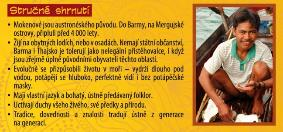 Stručné shrnutí
• Mokenové jsou austronéského původu. Do Barmy, na Mergujské
ostrovy, připluli před 4 000 lety.
• Žijí na obytných lodích, nebo v osadách. Nemají státní občanství,
Barma i Thajsko je tolerují jako nelegální přistěhovalce, i když
jsou zřejmě úplně původními obyvateli těchto oblastí.
• Evolučně se přizpůsobili životu v moři – vydrží dlouho pod
vodou, potápějí se hluboko, perfektně vidí i bez potápěčské
masky.
• Mají vlastní jazyk a bohatý, ústně předávaný folklor.
• Uctívají duchy všeho živého, své předky a přírodu.
• Tradice, dovednosti a znalosti tradují ústně z generace
na generaci.